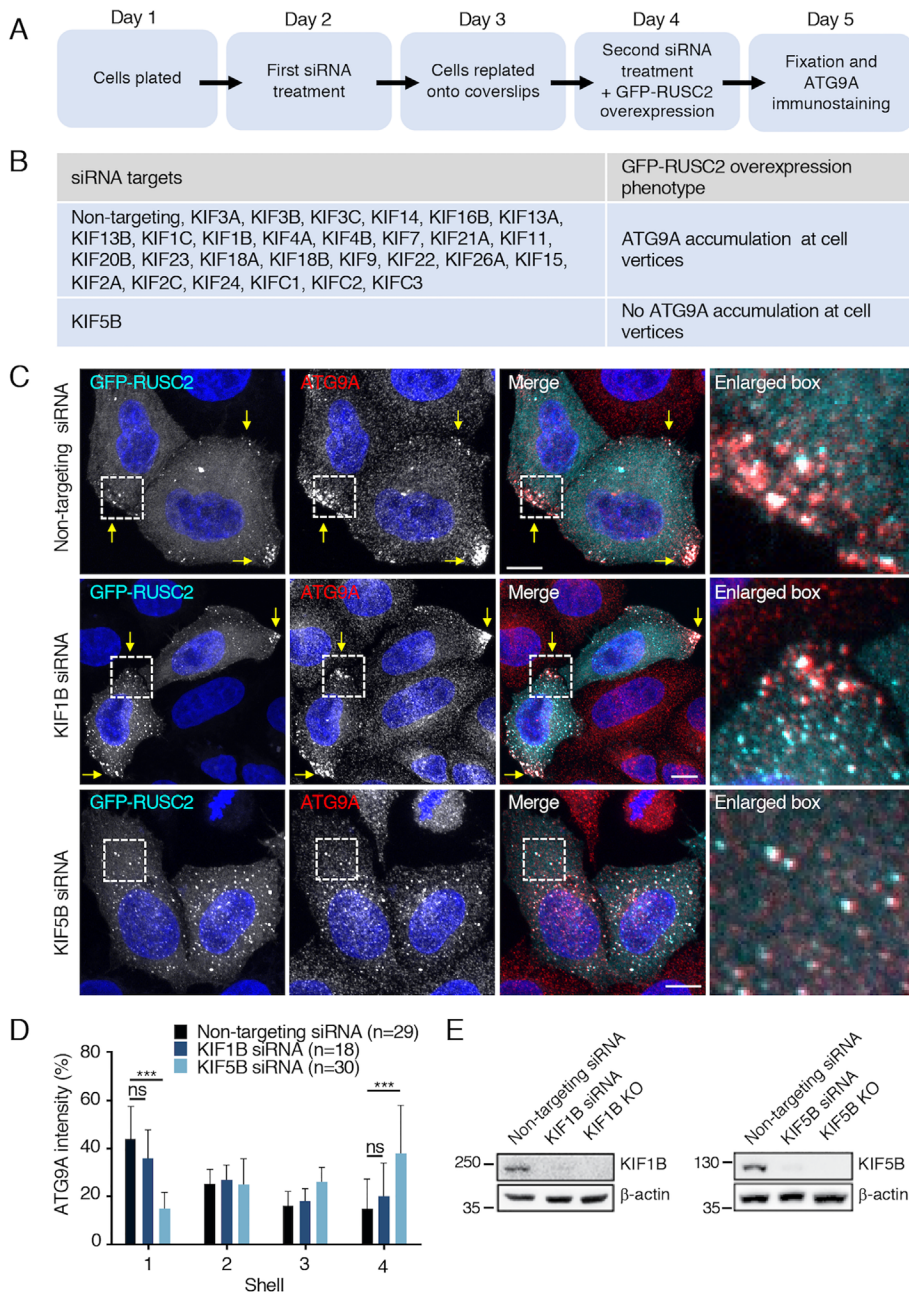 A
Day 1
Day 2
Day 3
Day 4
Day 5
Cells plated
First siRNA
treatment
Cells replated
onto coverslips
Second siRNA
treatment
+ GFP-RUSC2
overexpression
Fixation and
ATG9A
immunostaining
B
siRNA targets
GFP-RUSC2 overexpression
phenotype
Non-targeting, KIF3A, KIF3B, KIF3C, KIF14, KIF16B, KIF13A,
KIF13B, KIF1C, KIF1B, KIF4A, KIF4B, KIF7, KIF21A, KIF11,
KIF20B, KIF23, KIF18A, KIF18B, KIF9, KIF22, KIF26A, KIF15,
KIF2A, KIF2C, KIF24, KIFC1, KIFC2, KIFC3
ATG9A accumulation at cell
vertices
KIF5B
No ATG9A accumulation at cell
vertices
C
Non-targeting siRNA
GFP-RUSC2
ATG9A
Merge
Enlarged box
KIF1B siRNA
GFP-RUSC2
ATG9A
Merge
Enlarged box
KIF5B siRNA
GFP-RUSC2
ATG9A
Merge
Enlarged box
D
Non-targeting siRNA (n=29)
KIF1B siRNA (n=18)
KIF5B siRNA (n=30)
ATG9A intensity (%)
80
60
40
20
0
***
ns
***
ns
1
2
3
4
Shell
E
Non-targeting siRNA
KIF1B siRNA
KIF1B KO
250
KIF1B
35
β-actin
Non-targeting siRNA
KIF5B siRNA
KIF5B KO
130
KIF5B
35
β-actin